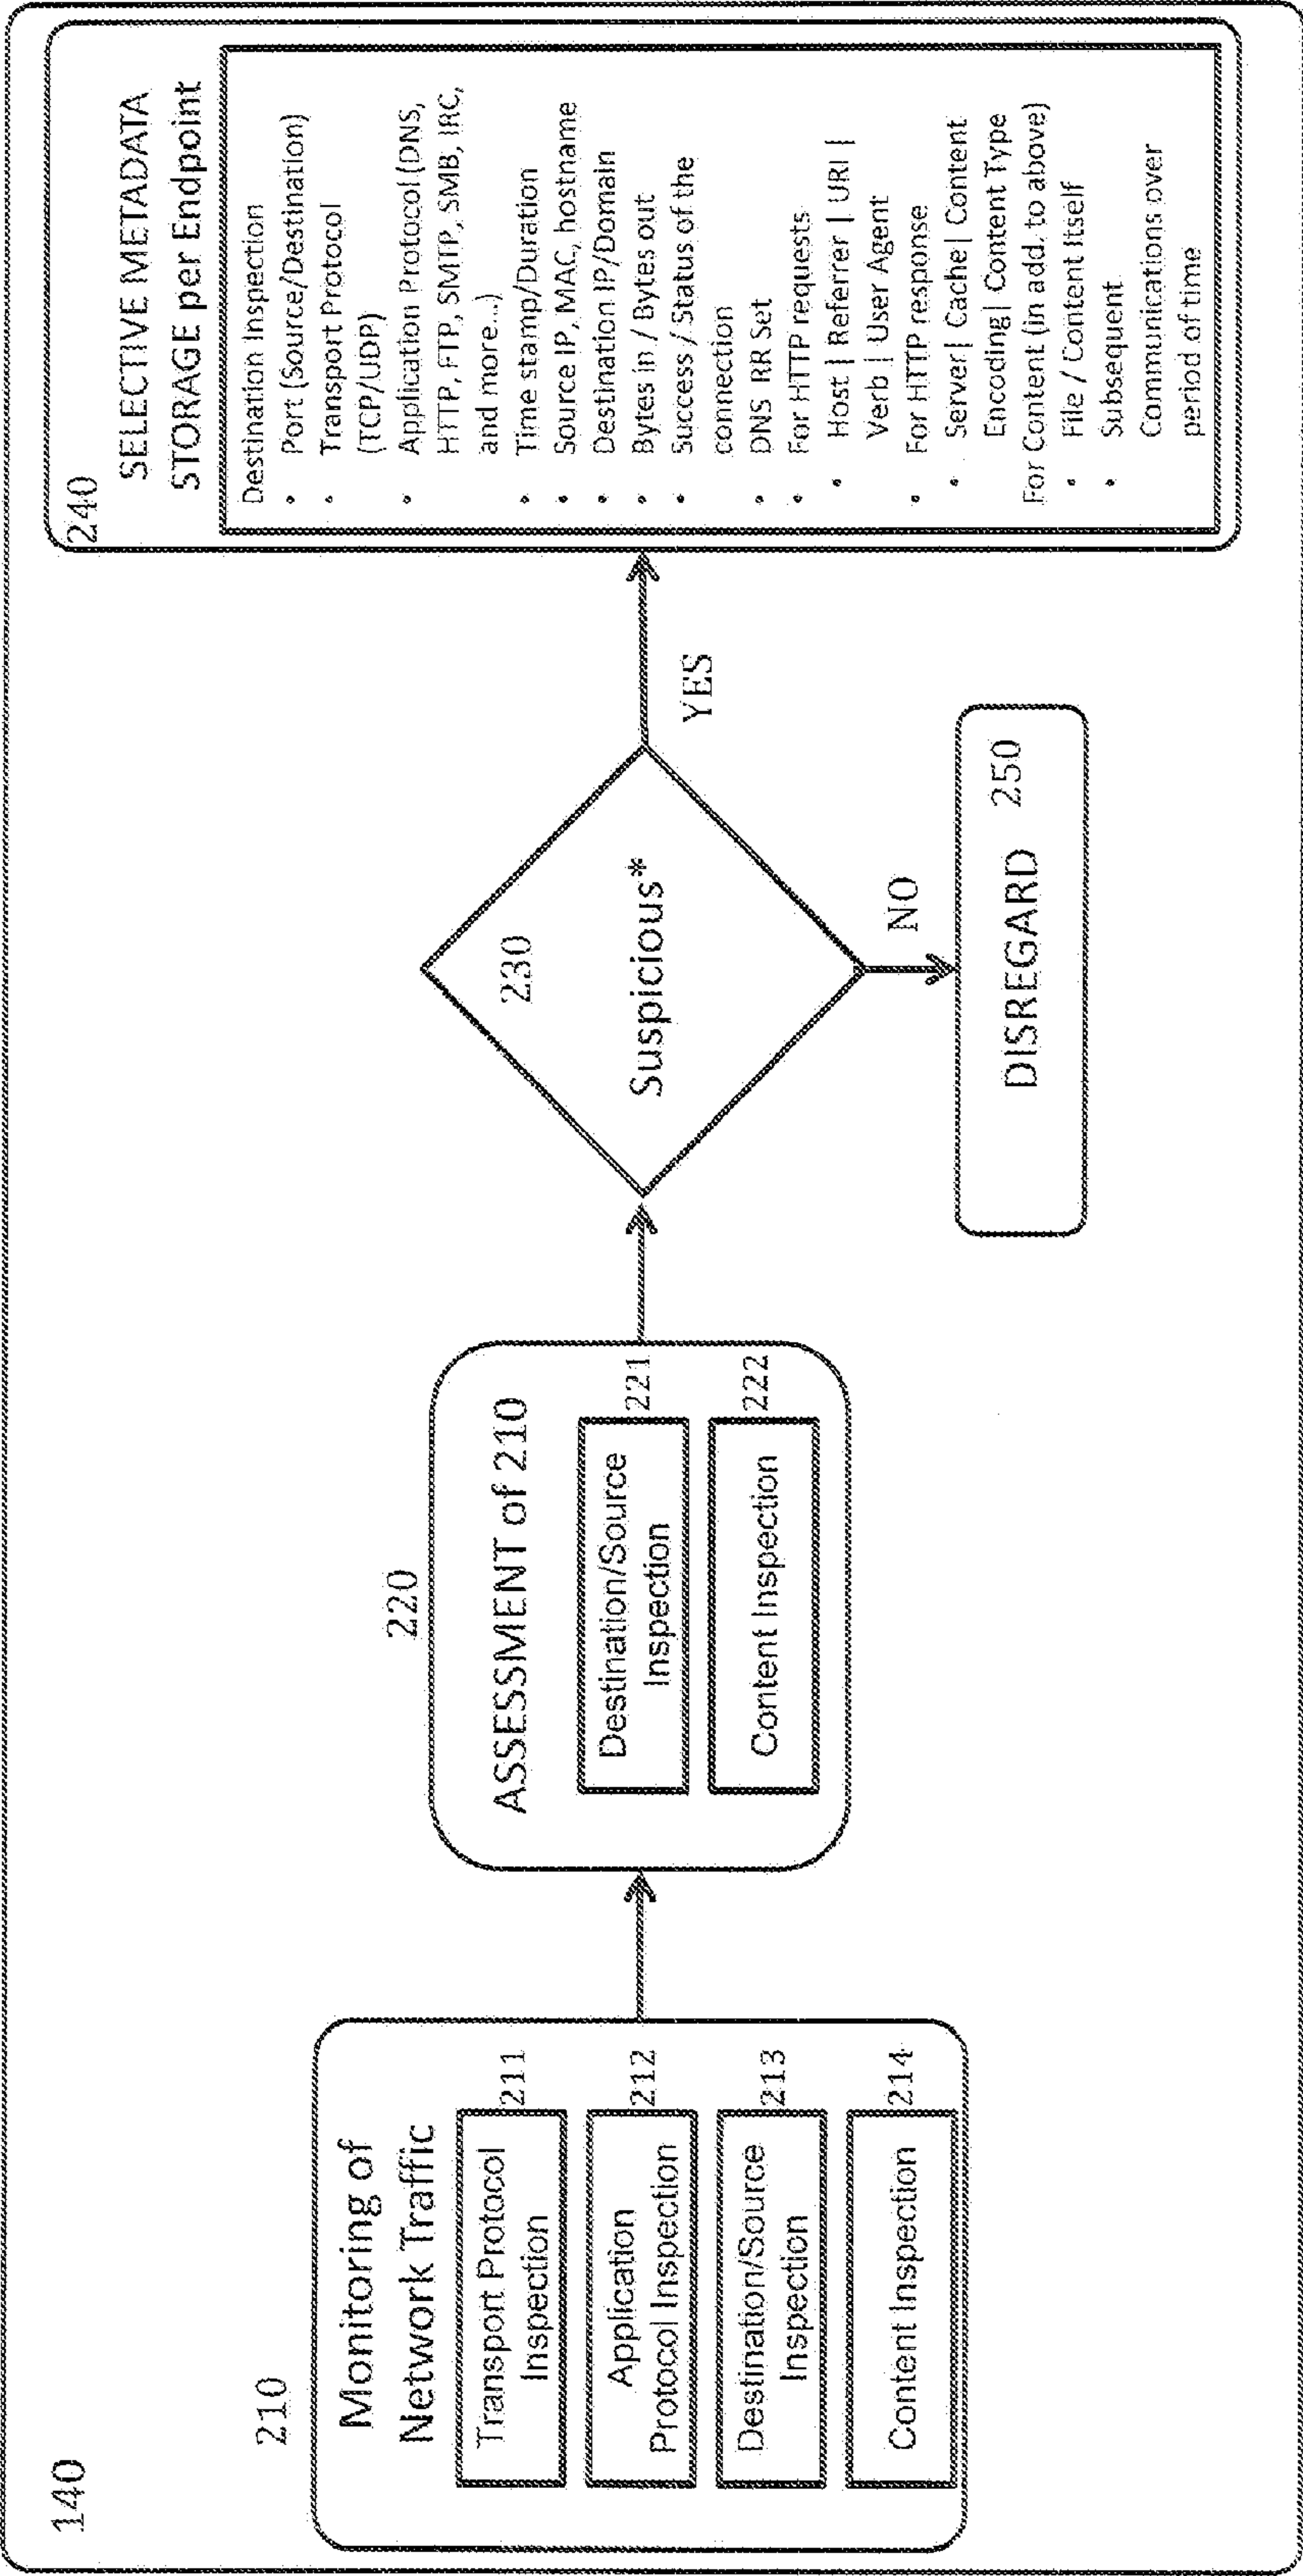 140
210
Monitoring of
Network Traffic
Transport Protocol
Inspection
211
Application
Protocol Inspection
212
Destination/Source
Inspection
213
Content Inspection
214
220
ASSESSMENT of 210
Destination/Source
Inspection
221
Content Inspection
222
230
Suspicious*
YES
NO
DISREGARD 250
240
SELECTIVE METADATA
STORAGE per Endpoint
Destination Inspection
• Port (Source/Destination)
• Transport Protocol
(TCP/UDP)
• Application Protocol (DNS,
HTTP, FTP, SMTP, SMB, IRC,
and more...)
• Time stamp/Duration
• Source IP, MAC, hostname
• Destination IP/Domain
• Bytes in / Bytes out
• Success / Status of the
connection
• DNS RR Set
• For HTTP requests
• Host | Referrer | URI |
Verb | User Agent
• For HTTP response
• Server | Cache | Content
Encoding | Content Type
For Content (in add. to above)
• File / Content Itself
• Subsequent
Communications over
period of time